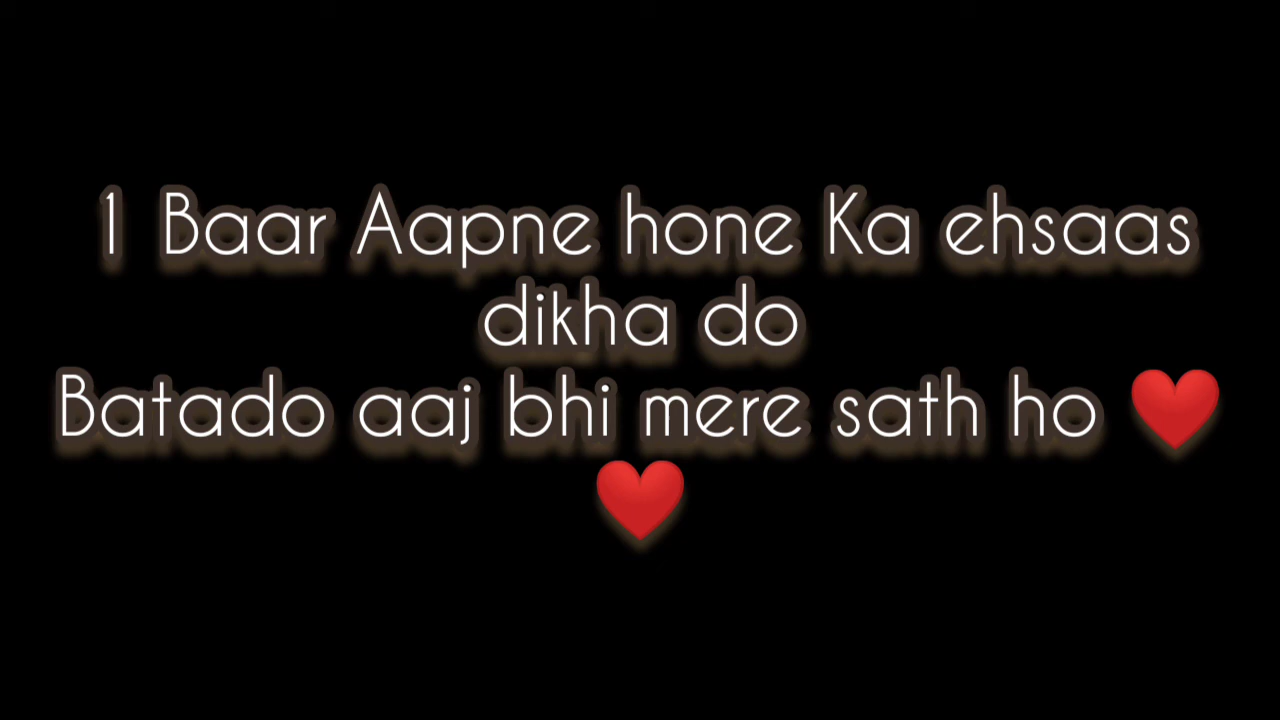 1 Baar Aapne hone Ka ehsaas
dikha do
Batado aaj bhi mere sath ho ❤️
❤️